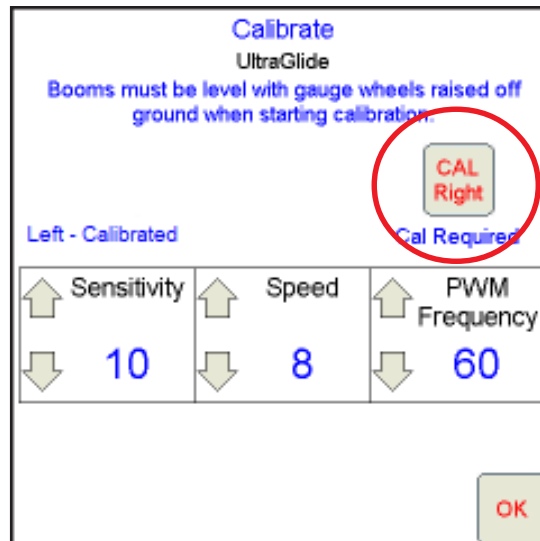 Calibrate
UltraGlide
Booms must be level with gauge wheels raised off
ground when starting calibration.
CAL
Right
Left - Calibrated
Cal Required
Sensitivity
Speed
PWM
Frequency
10
8
60
OK